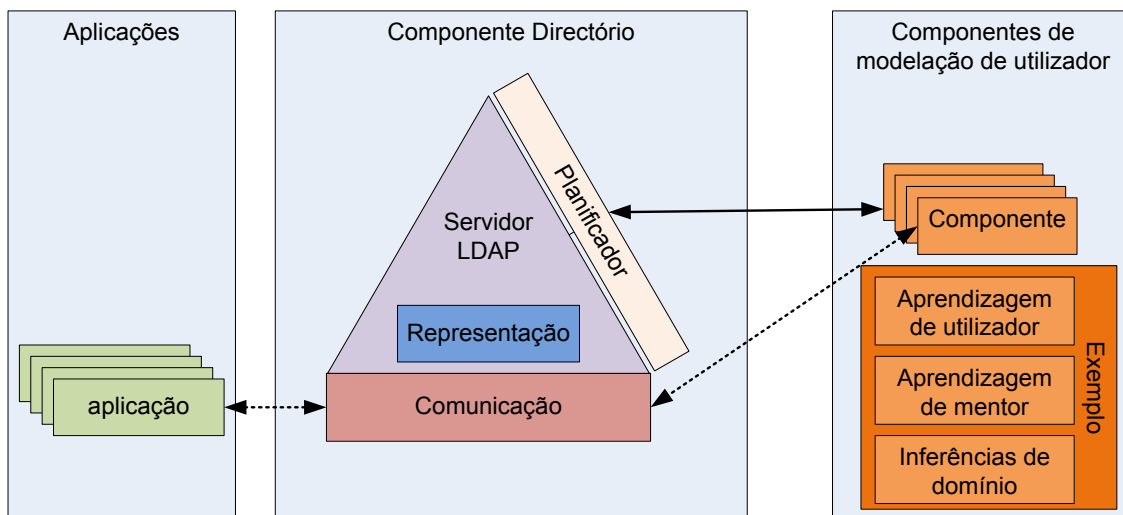 Aplicações
aplicação
Componente Directório
Planificador
Servidor
LDAP
Representação
Comunicação
Componentes de
modelação de utilizador
Componente
Aprendizagem
de utilizador
Aprendizagem
de mentor
Inferências de
domínio
Exemplo